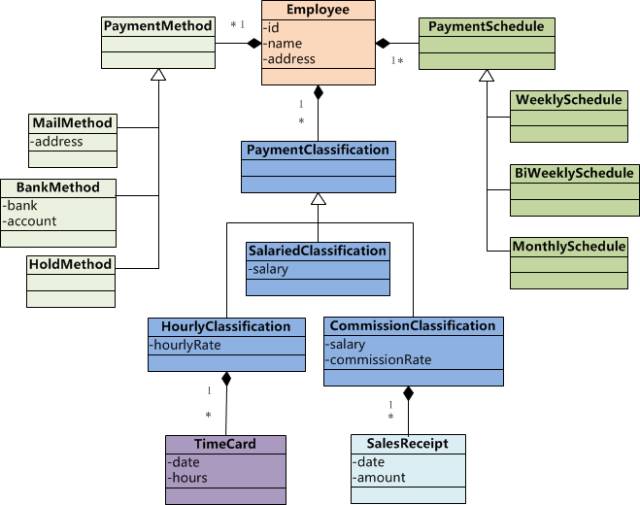 PaymentMethod
* 1
Employee
-id
-name
-address
1 *
PaymentSchedule
1
*
MailMethod
-address
BankMethod
-bank
-account
HoldMethod
PaymentClassification
WeeklySchedule
BiWeeklySchedule
MonthlySchedule
SalariedClassification
-salary
HourlyClassification
-hourlyRate
CommissionClassification
-salary
-commissionRate
1
*
1
*
TimeCard
-date
-hours
SalesReceipt
-date
-amount